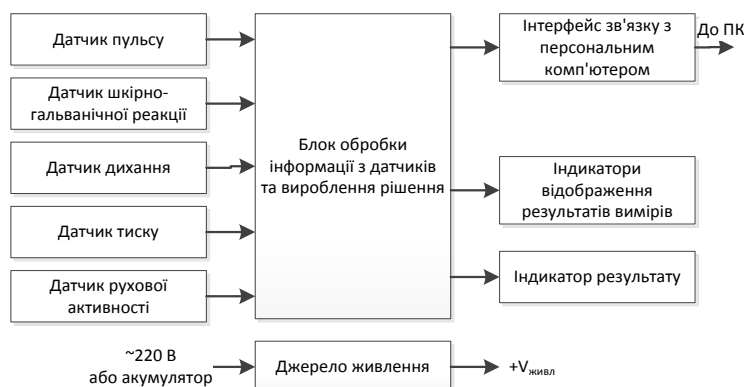 Датчик пульсу
Датчик шкірно-
гальванічної реакції
Датчик дихання
Датчик тиску
Датчик рухової
активності
Блок обробки
інформації з датчиків
та вироблення рішення
Інтерфейс зв'язку з
персональним
комп'ютером
До ПК
Індикатори
відображення
результатів вимірів
Індикатор результату
~220 В
або акумулятор
Джерело живлення
+Vживл